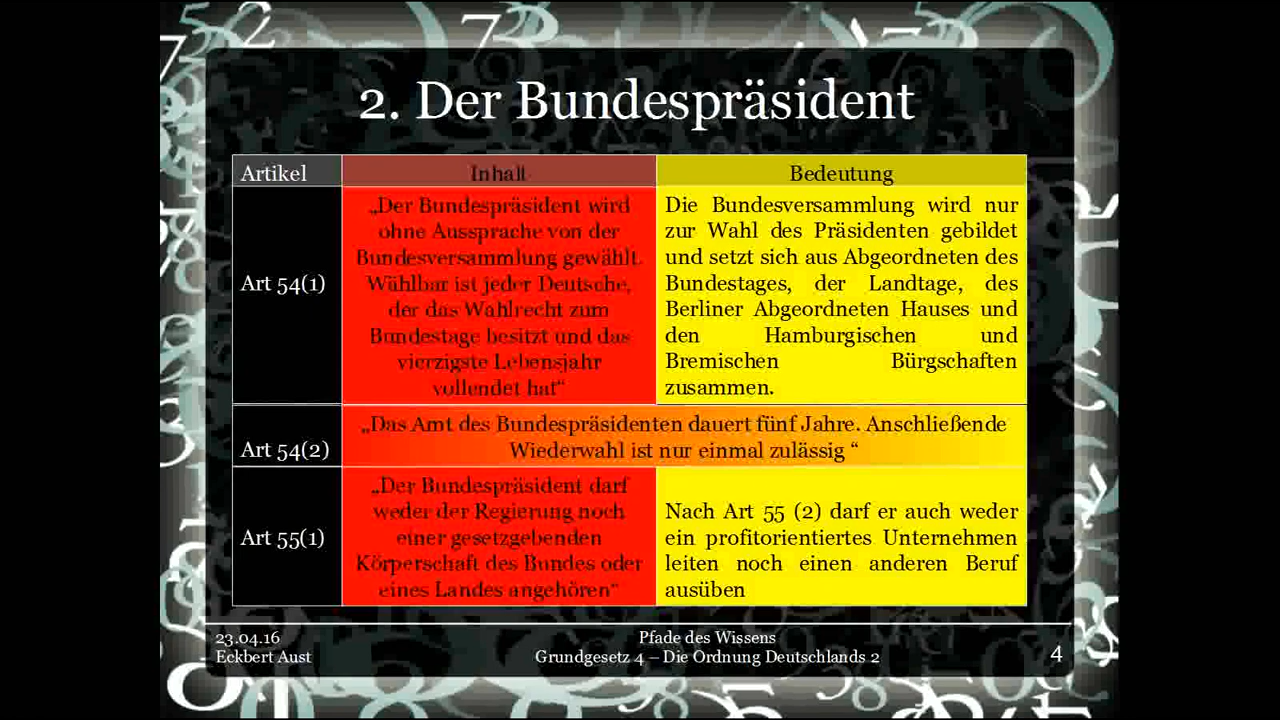 2. Der Bundespräsident
Artikel
Inhalt
Bedeutung
Art 54(1)
„Der Bundespräsident wird
ohne Aussprache von der
Bundesversammlung gewählt.
Wählbar ist jeder Deutsche,
der das Wahlrecht zum
Bundestage besitzt und das
vierzigste Lebensjahr
vollendet hat“
Die Bundesversammlung wird nur
zur Wahl des Präsidenten gebildet
und setzt sich aus Abgeordneten des
Bundestages, der Landtage, des
Berliner Abgeordneten Hauses und
den Hamburgischen und
Bremischen Bürgschaften
zusammen.
Art 54(2)
„Das Amt des Bundespräsidenten dauert fünf Jahre. Anschließende
Wiederwahl ist nur einmal zulässig “
Art 55(1)
„Der Bundespräsident darf
weder der Regierung noch
einer gesetzgebenden
Körperschaft des Bundes oder
eines Landes angehören“
Nach Art 55 (2) darf er auch weder
ein profitorientiertes Unternehmen
leiten noch einen anderen Beruf
ausüben
23.04.16
Eckbert Aust
Pfade des Wissens
Grundgesetz 4 – Die Ordnung Deutschlands 2
4